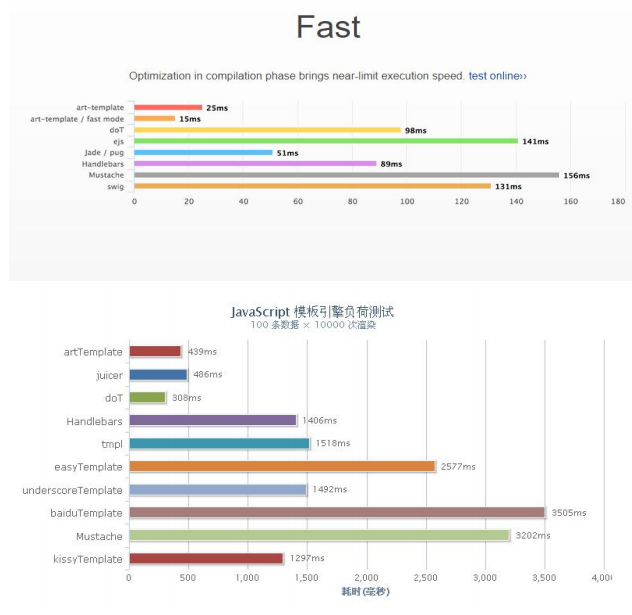 Fast
Optimization in compilation phase brings near-limit execution speed. test online››
art-template 25ms
art-template / fast mode 15ms
doT 98ms
ejs 141ms
Jade / pug 51ms
Handlebars 89ms
Mustache 156ms
swig 131ms
0 20 40 60 80 100 120 140 160 180
JavaScript 模板引擎负荷测试
100 条数据 × 10000 次渲染
artTemplate 439ms
juicer 486ms
doT 308ms
Handlebars 1406ms
tmpl 1518ms
easyTemplate 2577ms
underscoreTemplate 1492ms
baiduTemplate 3505ms
Mustache 3202ms
kissyTemplate 1297ms
0 500 1,000 1,500 2,000 2,500 3,000 3,500 4,00
耗时(毫秒)